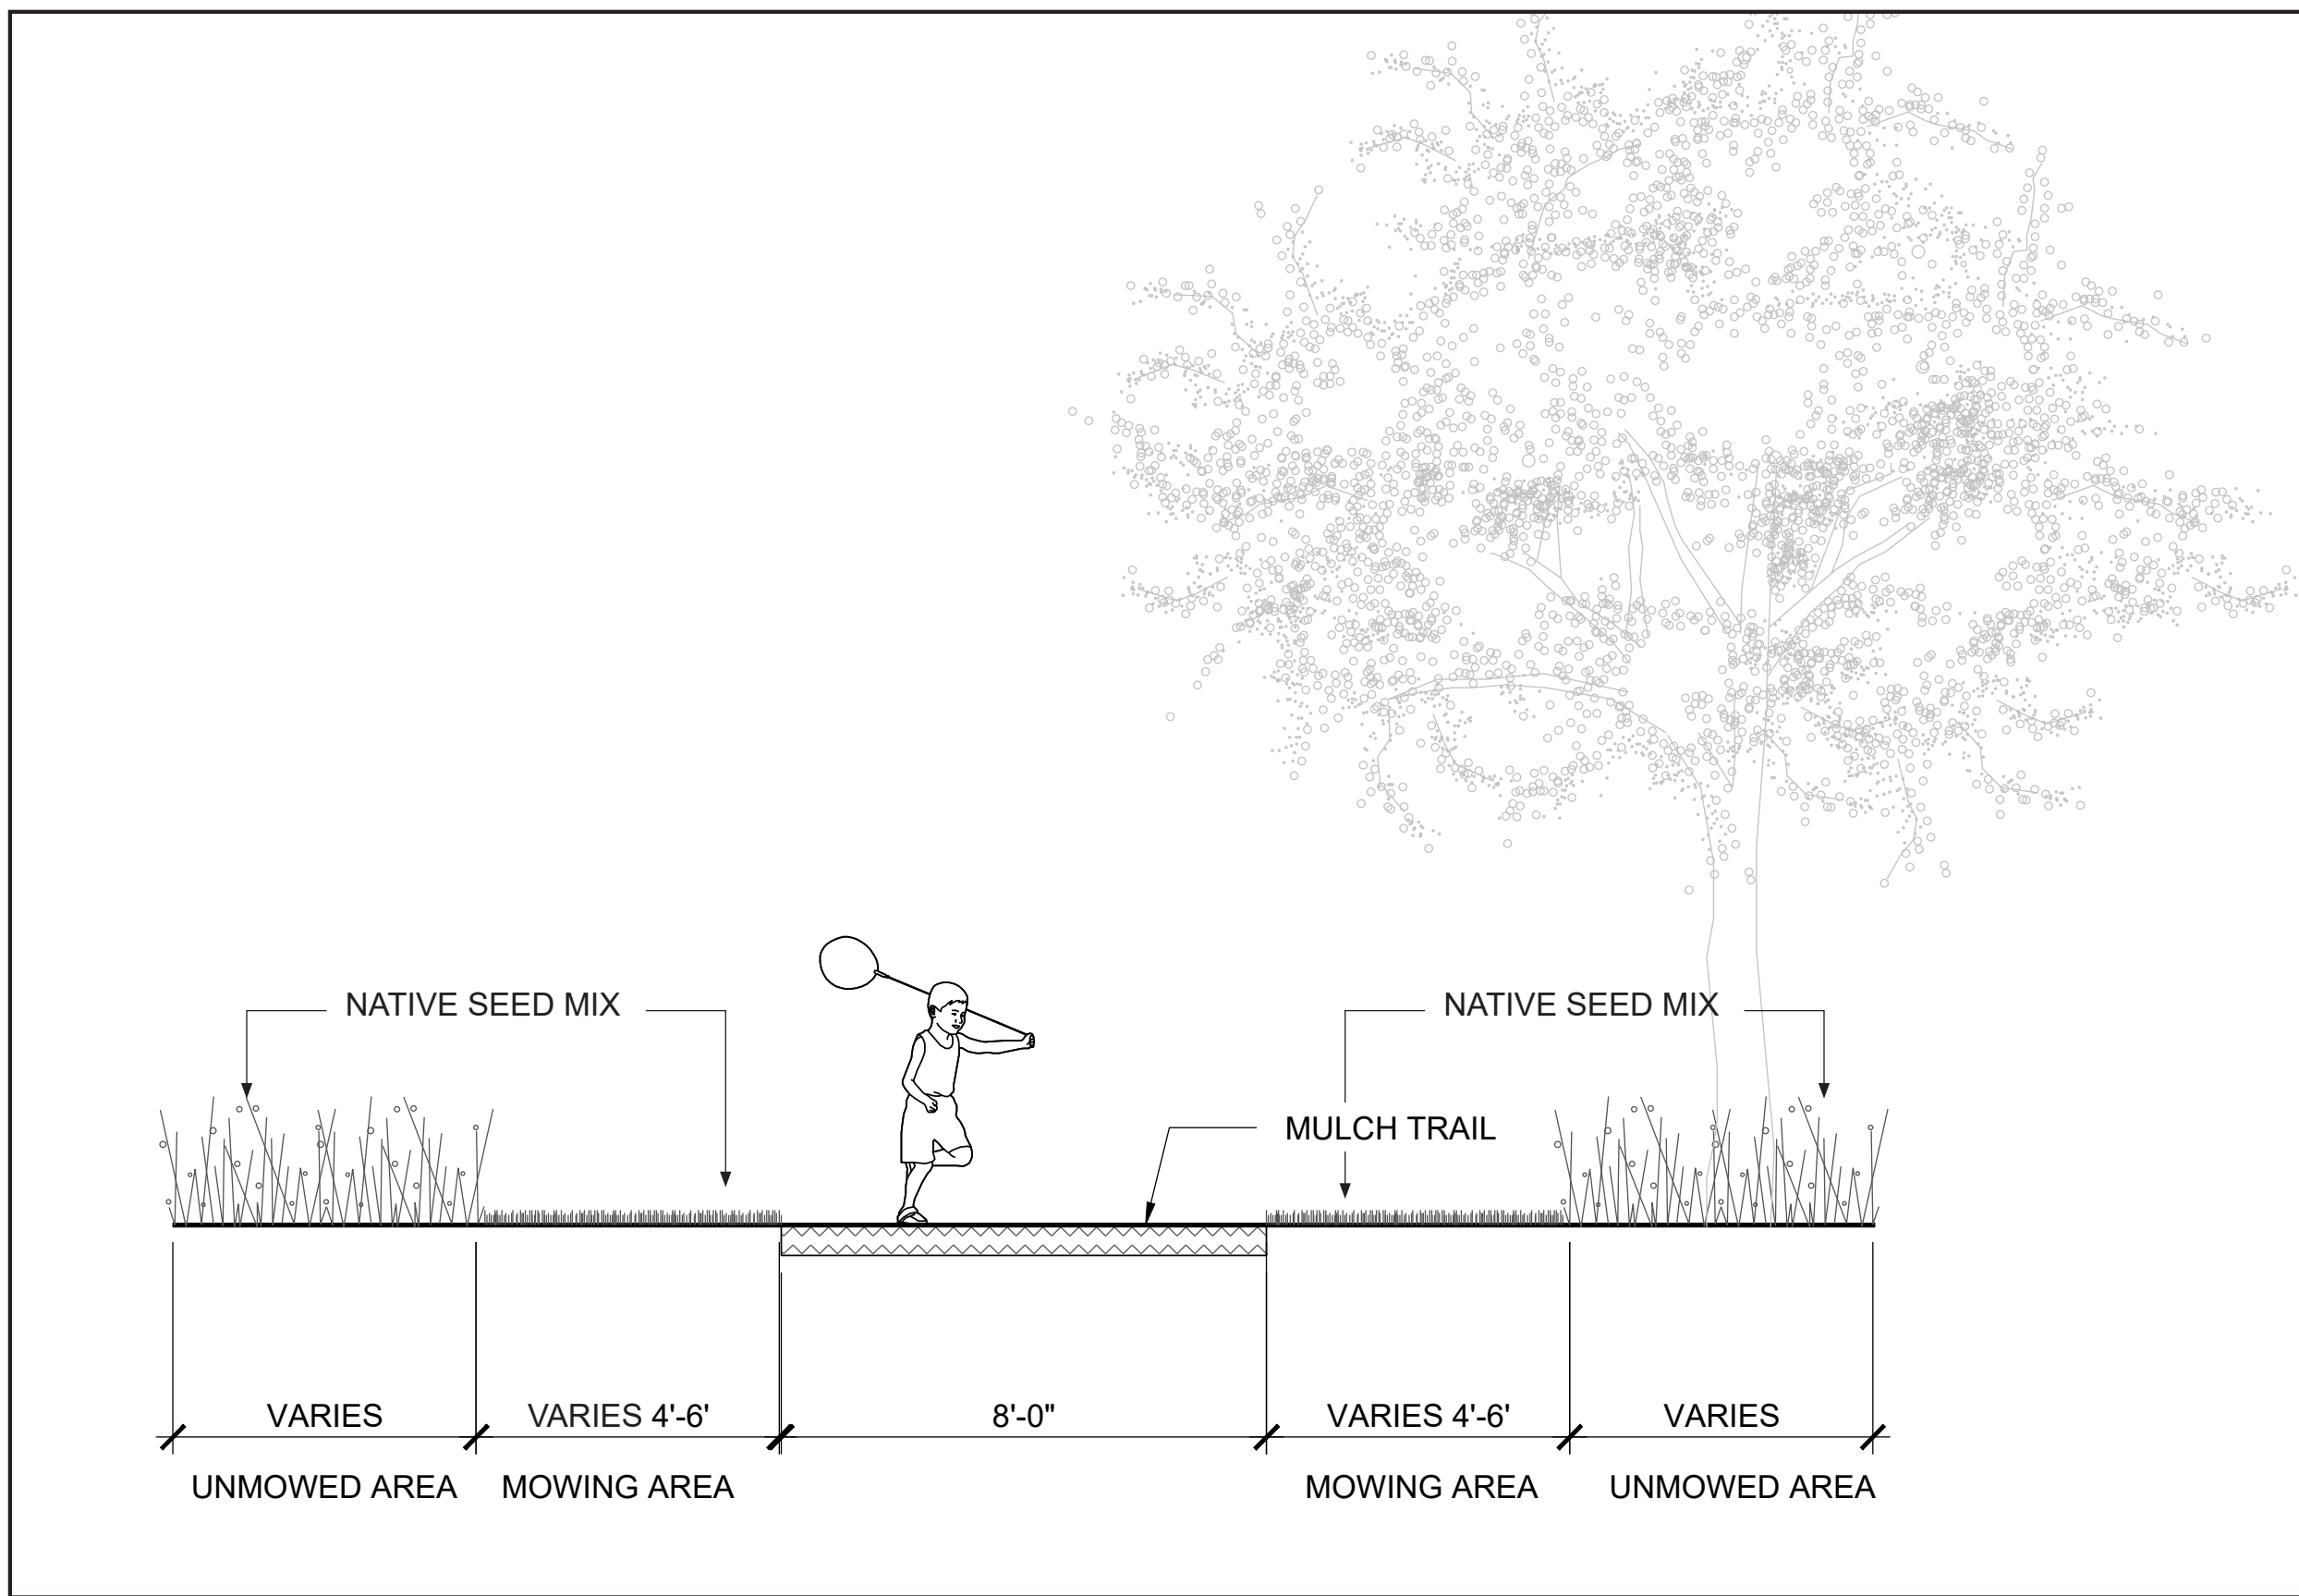 NATIVE SEED MIX
NATIVE SEED MIX
MULCH TRAIL
VARIES
VARIES 4'-6'
8'-0"
VARIES 4'-6'
VARIES
UNMOWED AREA
MOWING AREA
MOWING AREA
UNMOWED AREA